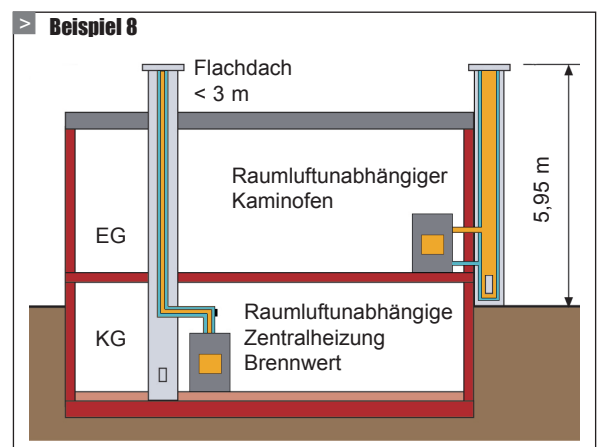 > Beispiel 8
Flachdach
< 3 m
Raumluftunabhängiger
Kaminofen
5,95 m
EG
Raumluftunabhängige
Zentralheizung
Brennwert
KG